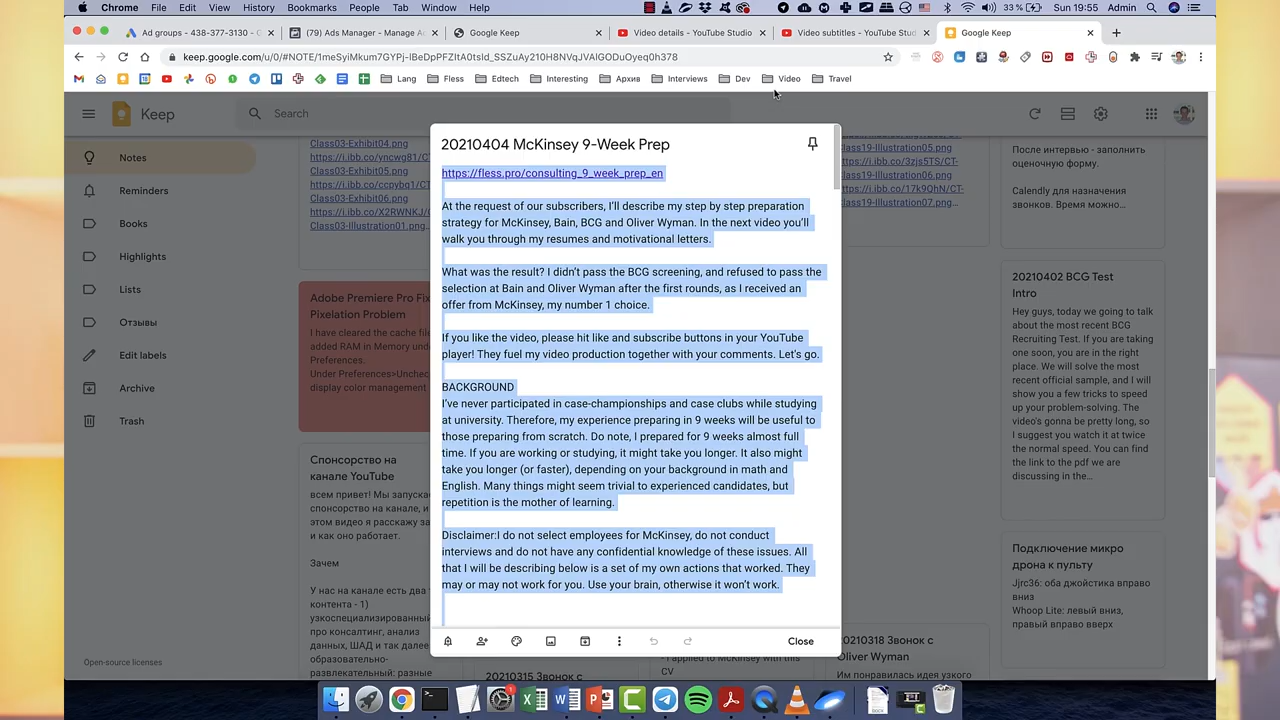 Chrome File Edit View History Bookmarks People Tab Window Help 33 % Sun 19:55 Admin
Ad groups - 438-377-3130 - G
(79) Ads Manager - Manage A
Google Keep
Video details - YouTube Studio
Video subtitles - YouTube Stud
Google Keep
keep.google.com/u/0/#NOTE/1meSyiMkum7GYPj-IBeDpPFZItA0tsId_SSZuAy210H8NVqJVAlGODuOyeq0h378
Lang Fless Edtech Interesting Архив Interviews Dev Video Travel
Keep
Search
Notes
Reminders
Books
Highlights
Lists
Отзывы
Edit labels
Archive
Trash
Open-source licenses
Class03-Exhibit04.png
https://i.ibb.co/yncwg81/CT
Class03-Exhibit05.png
https://i.ibb.co/ccpybq1/CT
Class03-Exhibit06.png
https://i.ibb.co/X2RWNKJ/C
Class03-Illustration01.png…
Adobe Premiere Pro Fix
Pixelation Problem
I have cleared the cache file
added RAM in Memory under
Preferences.
Under Preferences>Unchec
display color management
Спонсорство на
канале YouTube
всем привет! Мы запуска
спонсорство на канале, и
этом видео я расскажу за
и как оно работает.
Зачем
У нас на канале есть два
контента - 1)
узкоспециализированный
про консалтинг, анализ
данных, ШАД и так далее
образовательно-
развлекательный: разные
20210404 McKinsey 9-Week Prep
https://fless.pro/consulting_9_week_prep_en
At the request of our subscribers, I'll describe my step by step preparation
strategy for McKinsey, Bain, BCG and Oliver Wyman. In the next video you'll
walk you through my resumes and motivational letters.
What was the result? I didn't pass the BCG screening, and refused to pass the
selection at Bain and Oliver Wyman after the first rounds, as I received an
offer from McKinsey, my number 1 choice.
If you like the video, please hit like and subscribe buttons in your YouTube
player! They fuel my video production together with your comments. Let's go.
BACKGROUND
I've never participated in case-championships and case clubs while studying
at university. Therefore, my experience preparing in 9 weeks will be useful to
those preparing from scratch. Do note, I prepared for 9 weeks almost full
time. If you are working or studying, it might take you longer. It also might
take you longer (or faster), depending on your background in math and
English. Many things might seem trivial to experienced candidates, but
repetition is the mother of learning.
Disclaimer:I do not select employees for McKinsey, do not conduct
interviews and do not have any confidential knowledge of these issues. All
that I will be describing below is a set of my own actions that worked. They
may or may not work for you. Use your brain, otherwise it won't work.
Close
20210315 Звонок с
- I applied to McKinsey with this
CV
Class19-Illustration05.png
https://i.ibb.co/3zjs5TS/CT-
Class19-Illustration06.png
https://i.ibb.co/17k9QhN/CT-
Class19-Illustration07.png…
20210318 Звонок с
Oliver Wyman
Им понравилась идея узкого
После интервью - заполнить
оценочную форму.
Calendly для назначения
звонков. Время можно…
20210402 BCG Test
Intro
Hey guys, today we going to talk
about the most recent BCG
Recruiting Test. If you are taking
one soon, you are in the right
place. We will solve the most
recent official sample, and I will
show you a few tricks to speed
up your problem-solving. The
video's gonna be pretty long, so
I suggest you watch it at twice
the normal speed. You can find
the link to the pdf we are
discussing in the…
Подключение микро
дрона к пульту
Jjrc36: оба джойстика вправо
вниз
Whoop Lite: левый вниз,
правый вправо вверх